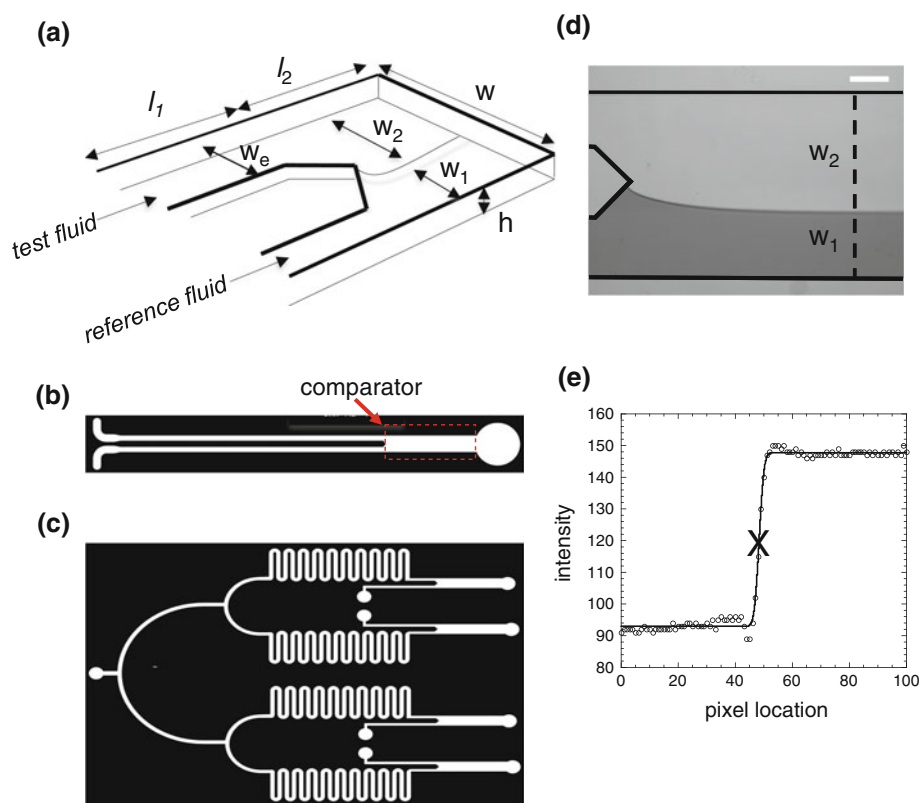 (a)
l1
l2
w
we
w2
w1
h
test fluid
reference fluid
(b)
comparator
(c)
(d)
w2
w1
(e)
160
150
140
130
120
110
100
90
80
intensity
X
0
20
40
60
80
100
pixel location